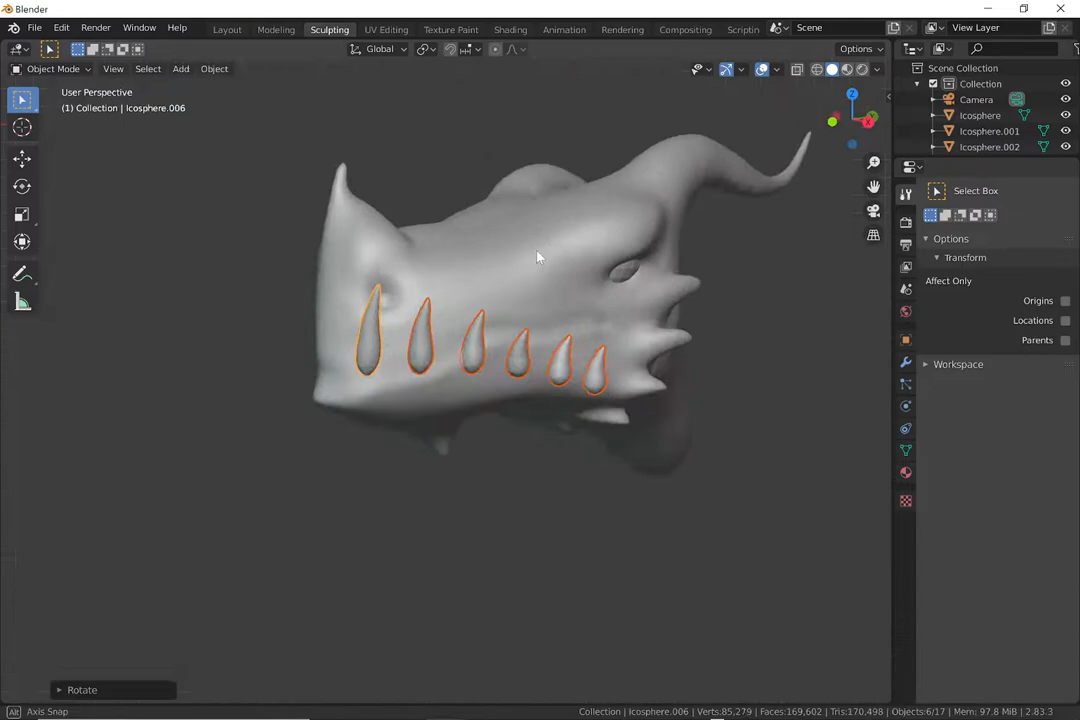 Blender
File Edit Render Window Help Layout Modeling Sculpting UV Editing Texture Paint Shading Animation Rendering Compositing Scriptin Scene View Layer
Global Options
Object Mode View Select Add Object
Scene Collection
Collection
Camera
Icosphere
Icosphere.001
Icosphere.002
User Perspective
(1) Collection | Icosphere.006
Z
X
Select Box
Options
Transform
Affect Only
Origins
Locations
Parents
Workspace
Rotate
Alt Axis Snap Collection | Icosphere.006 | Verts:85,279 | Faces:169,602 | Tris:170,498 | Objects:6/17 | Mem: 97.8 MiB | 2.83.3